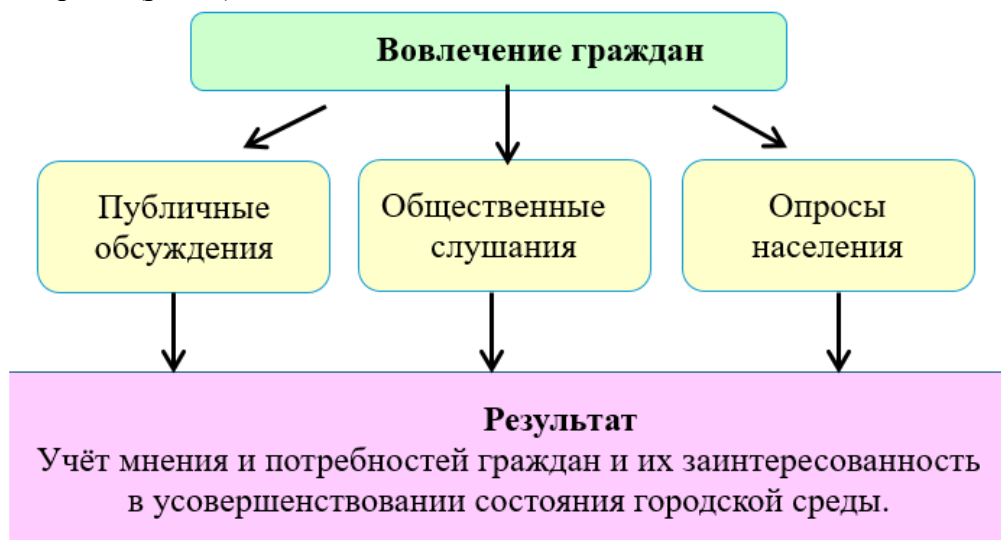 Вовлечение граждан
Публичные
обсуждения
Общественные
слушания
Опросы
населения
Результат
Учёт мнения и потребностей граждан и их заинтересованность
в усовершенствовании состояния городской среды.